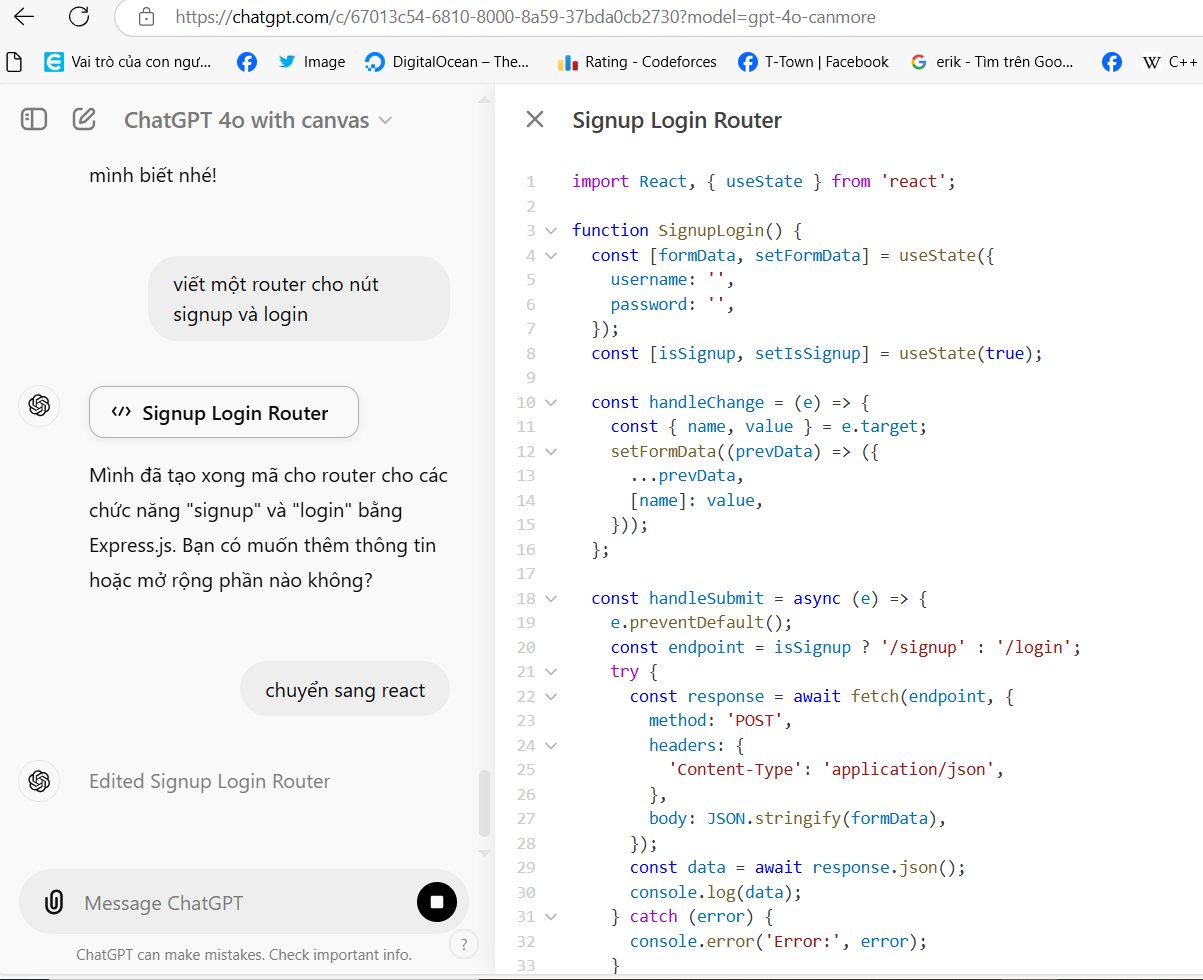 https://chatgpt.com/c/67013c54-6810-8000-8a59-37bda0cb2730?model=gpt-4o-canmore
Vai trò của con ngư... Image DigitalOcean – The... Rating - Codeforces T-Town | Facebook erik - Tìm trên Goo... W C++
ChatGPT 4o with canvas
mình biết nhé!
viết một router cho nút
signup và login
Signup Login Router
Mình đã tạo xong mã cho router cho các
chức năng "signup" và "login" bằng
Express.js. Bạn có muốn thêm thông tin
hoặc mở rộng phần nào không?
chuyển sang react
Edited Signup Login Router
Message ChatGPT
?
ChatGPT can make mistakes. Check important info.
Signup Login Router
1 import React, { useState } from 'react';
2
3 function SignupLogin() {
4 const [formData, setFormData] = useState({
5 username: '',
6 password: '',
7 });
8 const [isSignup, setIsSignup] = useState(true);
9
10 const handleChange = (e) => {
11 const { name, value } = e.target;
12 setFormData((prevData) => ({
13 ...prevData,
14 [name]: value,
15 }));
16 };
17
18 const handleSubmit = async (e) => {
19 e.preventDefault();
20 const endpoint = isSignup ? '/signup' : '/login';
21 try {
22 const response = await fetch(endpoint, {
23 method: 'POST',
24 headers: {
25 'Content-Type': 'application/json',
26 },
27 body: JSON.stringify(formData),
28 });
29 const data = await response.json();
30 console.log(data);
31 } catch (error) {
32 console.error('Error:', error);
33 }